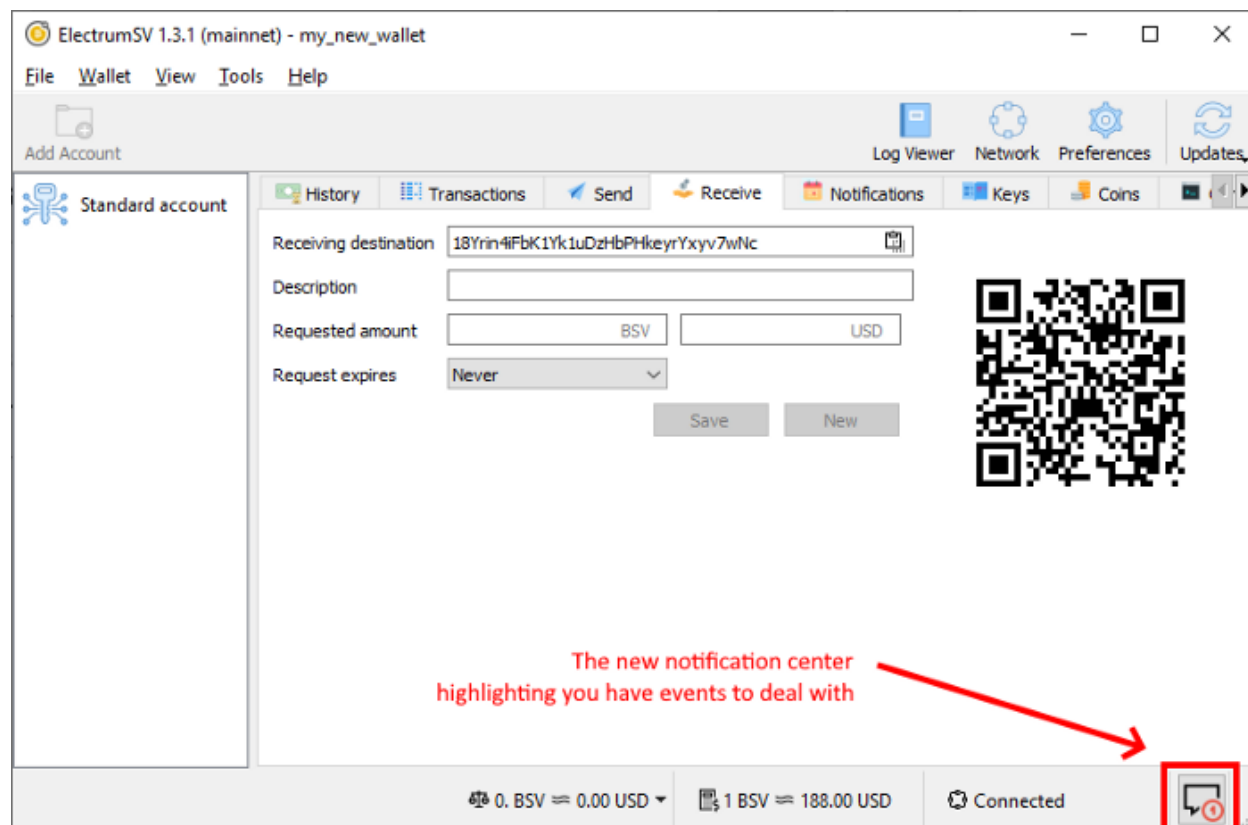 ElectrumSV 1.3.1 (mainnet) - my_new_wallet
File Wallet View Tools Help
Add Account
Log Viewer Network Preferences Updates
Standard account
History Transactions Send Receive Notifications Keys Coins
Receiving destination 18Yrin4iFbK1Yk1uDzHbPHkeyrYxyv7wNc
Description
Requested amount BSV USD
Request expires Never
Save New
The new notification center
highlighting you have events to deal with
0. BSV ≈ 0.00 USD 1 BSV ≈ 188.00 USD Connected
1